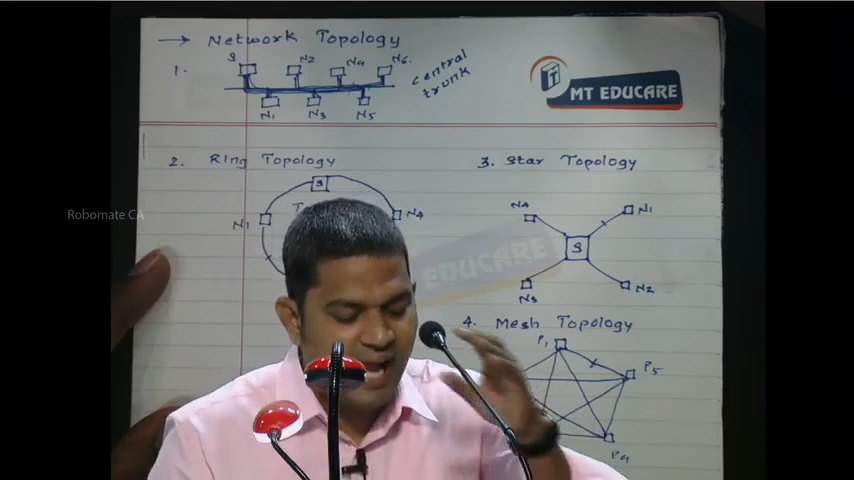 → Network Topology
1.
S N2 N4 N6
central trunk
N1 N3 N5
MT EDUCARE
2. Ring Topology
3. Star Topology
Robomate CA
S
N1 N4
N4 N1
S
N3 N2
EDUCARE
4. Mesh Topology
P1
P5
P4